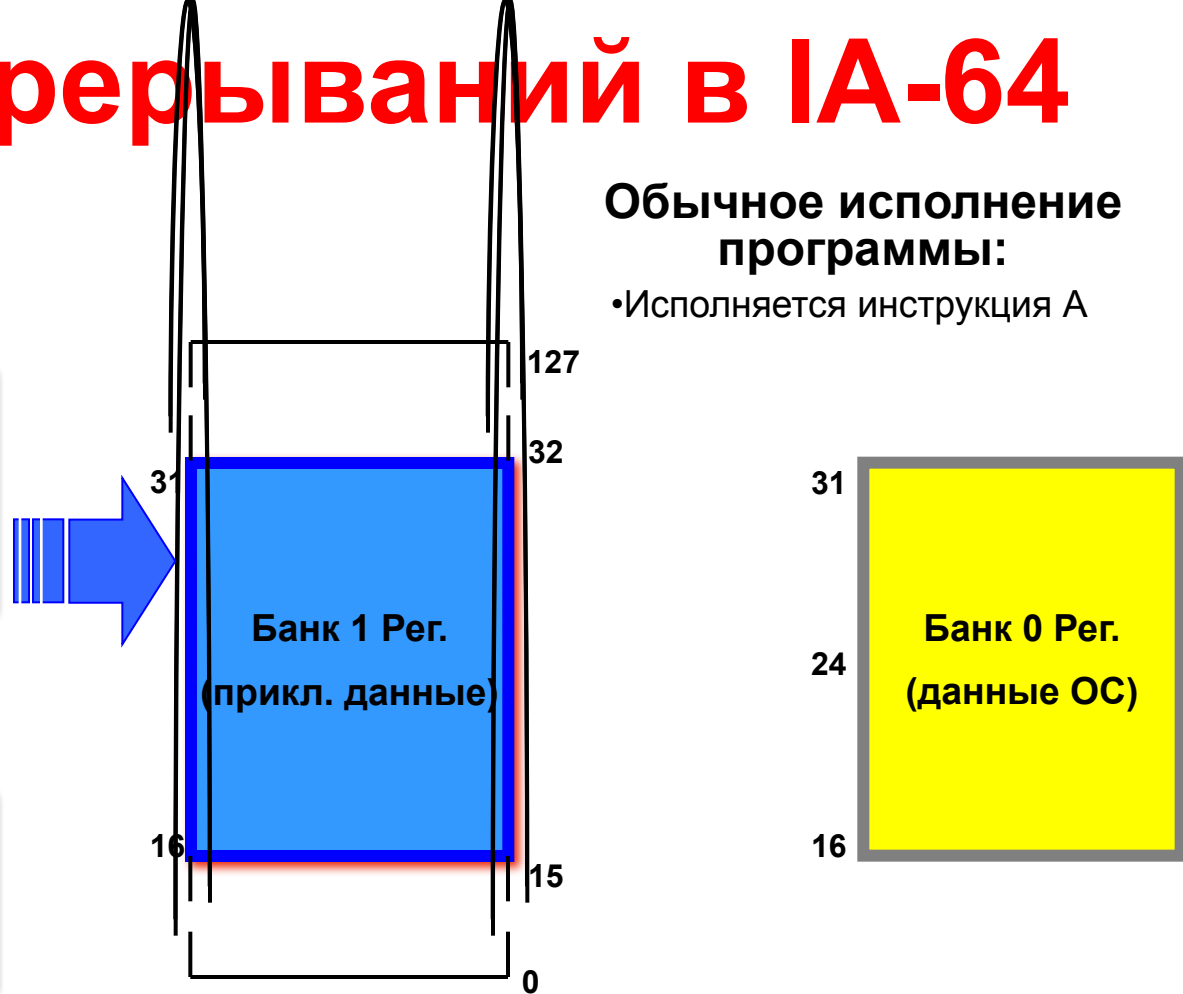 рерываний в IA-64
Обычное исполнение
программы:
•Исполняется инструкция A
127
32
31
31
Банк 1 Рег.
(прикл. данные)
Банк 0 Рег.
(данные ОС)
24
16
16
15
0